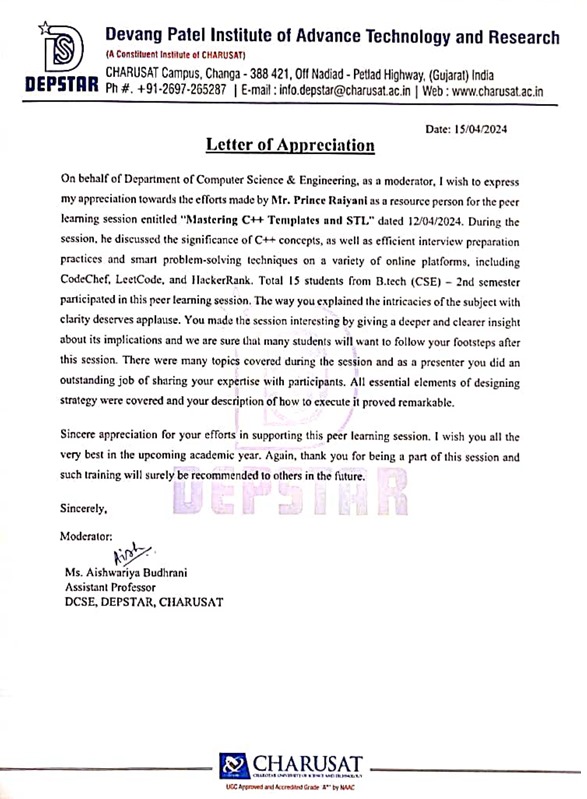 Devang Patel Institute of Advance Technology and Research
(A Constituent Institute of CHARUSAT)
CHARUSAT Campus, Changa - 388 421, Off Nadiad - Petlad Highway, (Gujarat) India
Ph #. +91-2697-265287 | E-mail : info.depstar@charusat.ac.in | Web : www.charusat.ac.in
DEPSTAR
Date: 15/04/2024
Letter of Appreciation
On behalf of Department of Computer Science & Engineering, as a moderator, I wish to express
my appreciation towards the efforts made by Mr. Prince Raiyani as a resource person for the peer
learning session entitled "Mastering C++ Templates and STL" dated 12/04/2024. During the
session, he discussed the significance of C++ concepts, as well as efficient interview preparation
practices and smart problem-solving techniques on a variety of online platforms, including
CodeChef, LeetCode, and HackerRank. Total 15 students from B.tech (CSE) – 2nd semester
participated in this peer learning session. The way you explained the intricacies of the subject with
clarity deserves applause. You made the session interesting by giving a deeper and clearer insight
about its implications and we are sure that many students will want to follow your footsteps after
this session. There were many topics covered during the session and as a presenter you did an
outstanding job of sharing your expertise with participants. All essential elements of designing
strategy were covered and your description of how to execute it proved remarkable.
Sincere appreciation for your efforts in supporting this peer learning session. I wish you all the
very best in the upcoming academic year. Again, thank you for being a part of this session and
such training will surely be recommended to others in the future.
DEPSTAR
Sincerely,
Moderator:
Aish
Ms. Aishwariya Budhrani
Assistant Professor
DCSE, DEPSTAR, CHARUSAT
CHARUSAT
CHAROTAR UNIVERSITY OF SCIENCE AND TECHNOLOGY
UGC Approved and Accredited Grade "A+" by NAAC